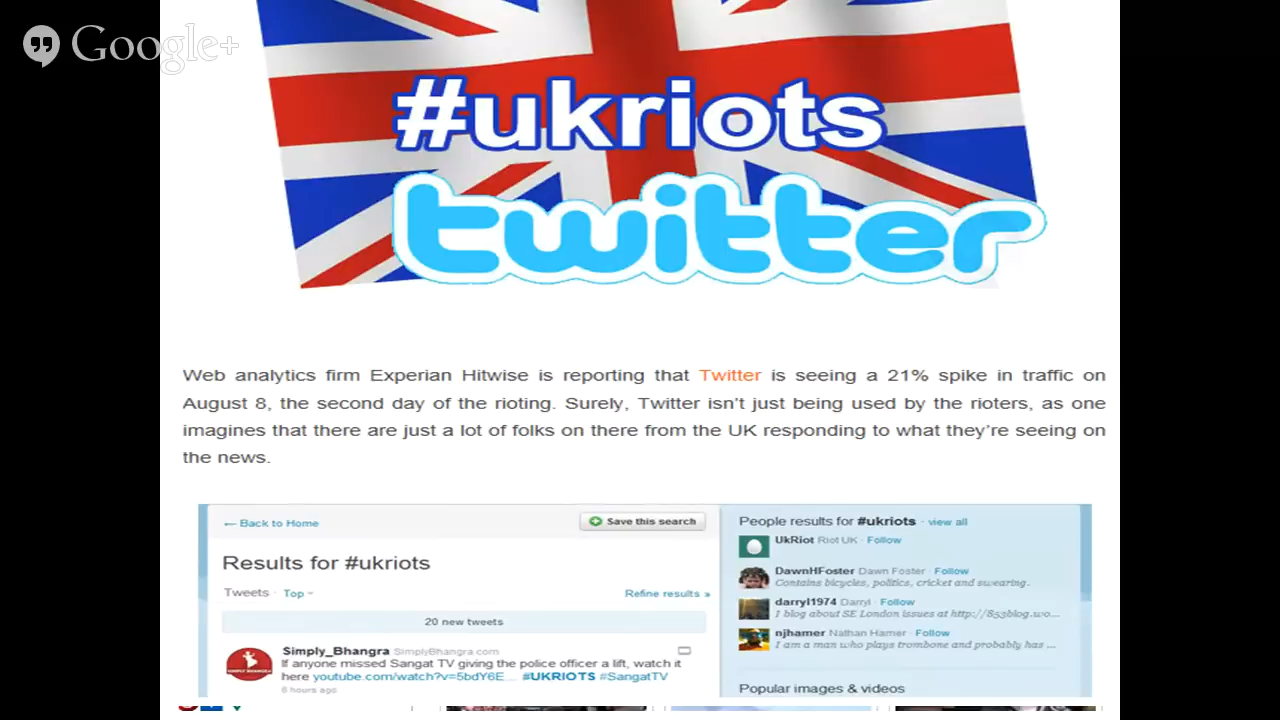 Google+
#ukriots
twitter
Web analytics firm Experian Hitwise is reporting that Twitter is seeing a 21% spike in traffic on
August 8, the second day of the rioting. Surely, Twitter isn't just being used by the rioters, as one
imagines that there are just a lot of folks on there from the UK responding to what they're seeing on
the news.
← Back to Home
Save this search
Results for #ukriots
Tweets · Top
Refine results »
20 new tweets
Simply_Bhangra SimplyBhangra.com
If anyone missed Sangat TV giving the police officer a lift, watch it
here youtube.com/watch?v=5bdY6E... #UKRIOTS #SangatTV
6 hours ago
People results for #ukriots · view all
UkRiot Riot UK · Follow
DawnHFoster Dawn Foster · Follow
Contains bicycles, politics, cricket and swearing.
darryl1974 Darryl · Follow
I blog about SE London issues at http://853blog.wo...
njhamer Nathan Hamer · Follow
I am a man who plays trombone and probably has ...
Popular images & videos